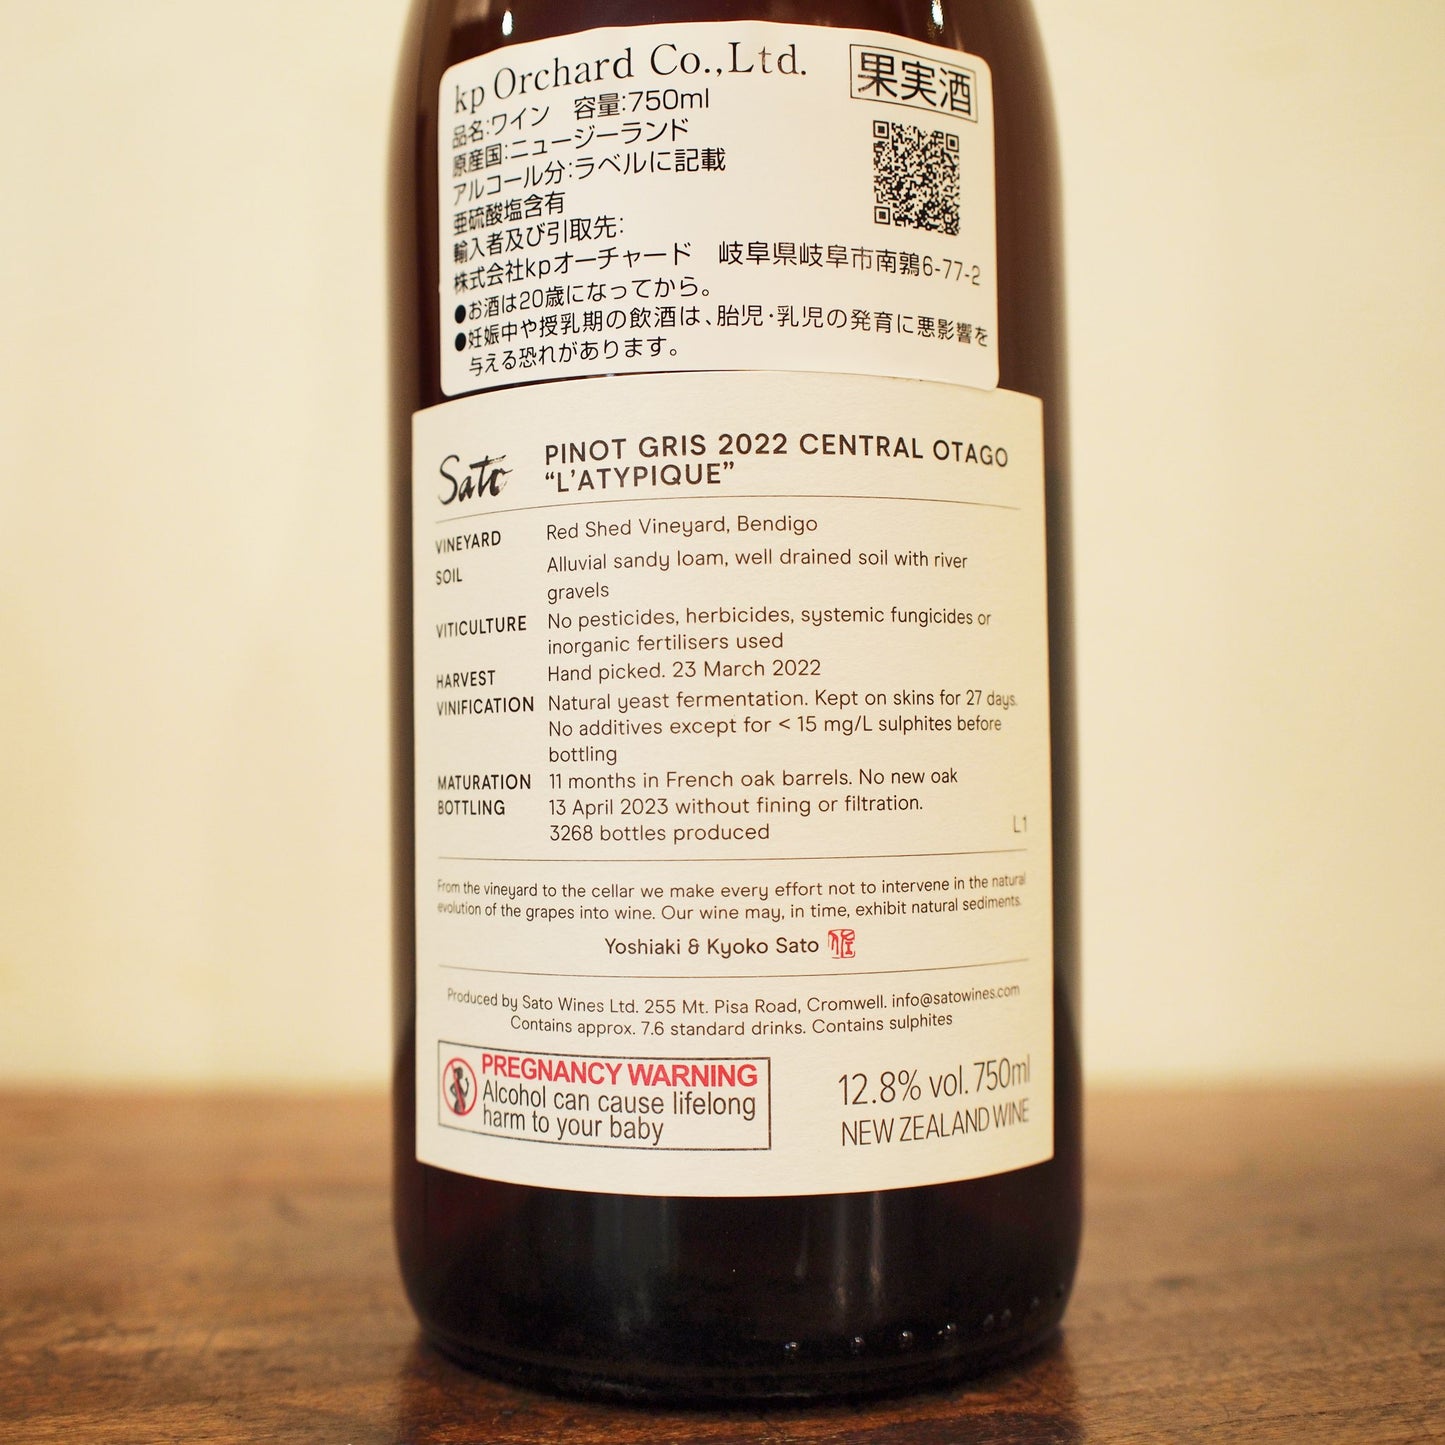 kp Orchard Co.,Ltd.
果実酒
品名:ワイン 容量:750ml
原産国:ニュージーランド
アルコール分:ラベルに記載
亜硫酸塩含有
輸入者及び引取先:
株式会社kpオーチャード 岐阜県岐阜市南鶉6-77-2
●お酒は20歳になってから。
●妊娠中や授乳期の飲酒は、胎児・乳児の発育に悪影響を
与える恐れがあります。
Sato
PINOT GRIS 2022 CENTRAL OTAGO
“L’ATYPIQUE”
VINEYARD Red Shed Vineyard, Bendigo
SOIL Alluvial sandy loam, well drained soil with river
gravels
VITICULTURE No pesticides, herbicides, systemic fungicides or
inorganic fertilisers used
HARVEST Hand picked. 23 March 2022
VINIFICATION Natural yeast fermentation. Kept on skins for 27 days.
No additives except for < 15 mg/L sulphites before
bottling
MATURATION 11 months in French oak barrels. No new oak
BOTTLING 13 April 2023 without fining or filtration.
3268 bottles produced
L1
From the vineyard to the cellar we make every effort not to intervene in the natural
evolution of the grapes into wine. Our wine may, in time, exhibit natural sediments.
Yoshiaki & Kyoko Sato
Produced by Sato Wines Ltd. 255 Mt. Pisa Road, Cromwell. info@satowines.com
Contains approx. 7.6 standard drinks. Contains sulphites
PREGNANCY WARNING
Alcohol can cause lifelong
harm to your baby
12.8% vol. 750ml
NEW ZEALAND WINE